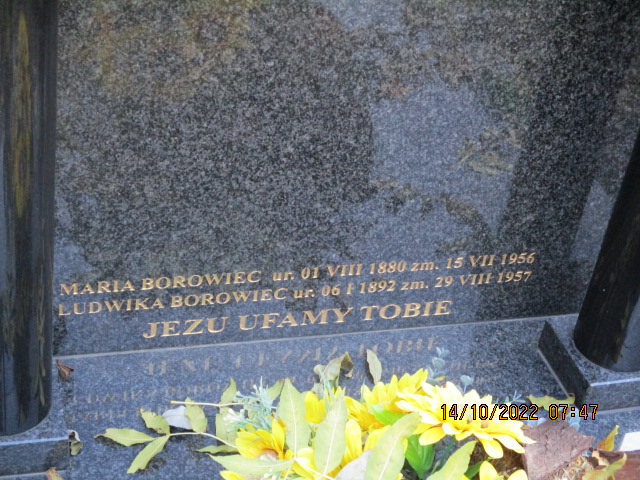 MARIA BOROWIEC ur. 01 VIII 1880 zm. 15 VII 1956
LUDWIKA BOROWIEC ur. 06 I 1892 zm. 29 VIII 1957
JEZU UFAMY TOBIE
14/10/2022 07:47